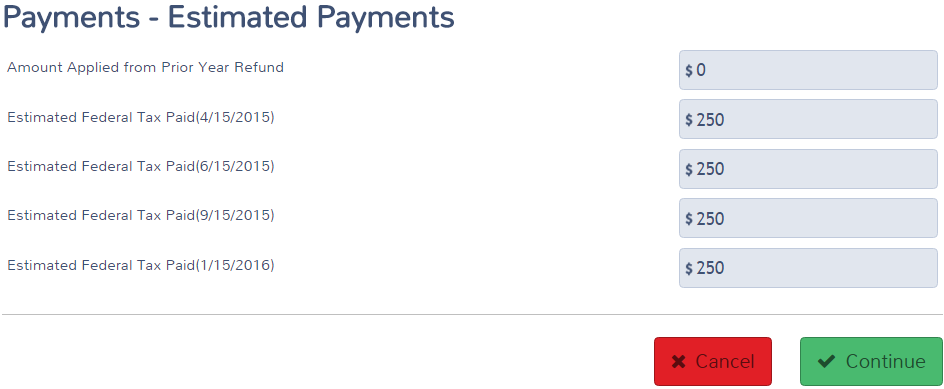 Payments - Estimated Payments
Amount Applied from Prior Year Refund $ 0
Estimated Federal Tax Paid(4/15/2015) $ 250
Estimated Federal Tax Paid(6/15/2015) $ 250
Estimated Federal Tax Paid(9/15/2015) $ 250
Estimated Federal Tax Paid(1/15/2016) $ 250
Cancel Continue